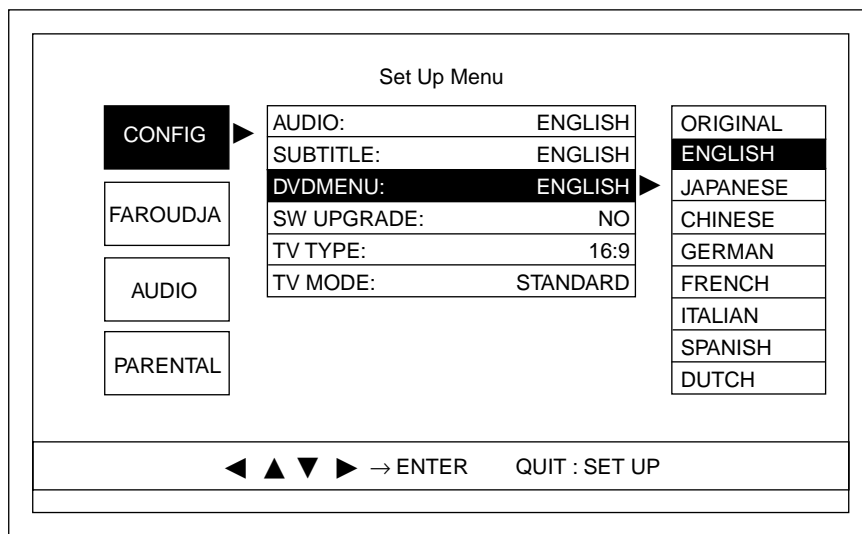 Set Up Menu
CONFIG
FAROUDJA
AUDIO
PARENTAL
AUDIO: ENGLISH
SUBTITLE: ENGLISH
DVDMENU: ENGLISH
SW UPGRADE: NO
TV TYPE: 16:9
TV MODE: STANDARD
ORIGINAL
ENGLISH
JAPANESE
CHINESE
GERMAN
FRENCH
ITALIAN
SPANISH
DUTCH
◀ ▲ ▼ ▶ → ENTER QUIT : SET UP